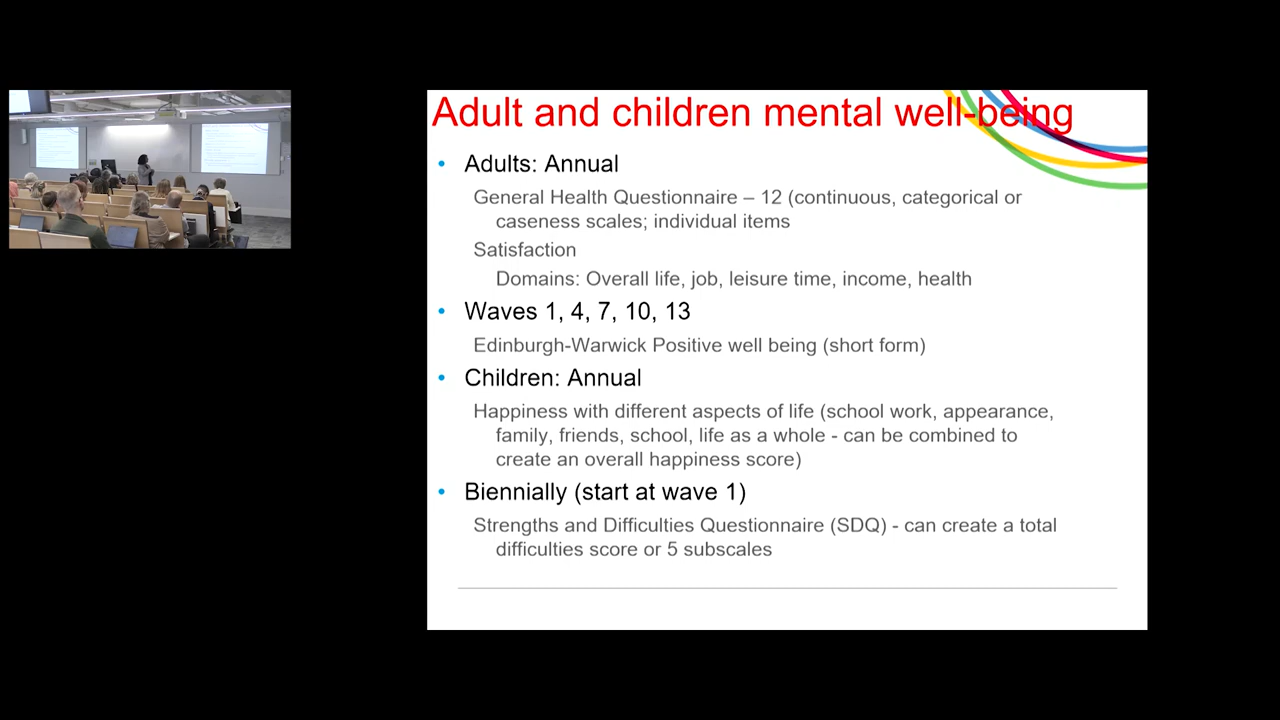 Adult and children mental well-being
• Adults: Annual
General Health Questionnaire – 12 (continuous, categorical or
caseness scales; individual items
Satisfaction
Domains: Overall life, job, leisure time, income, health
• Waves 1, 4, 7, 10, 13
Edinburgh-Warwick Positive well being (short form)
• Children: Annual
Happiness with different aspects of life (school work, appearance,
family, friends, school, life as a whole - can be combined to
create an overall happiness score)
• Biennially (start at wave 1)
Strengths and Difficulties Questionnaire (SDQ) - can create a total
difficulties score or 5 subscales